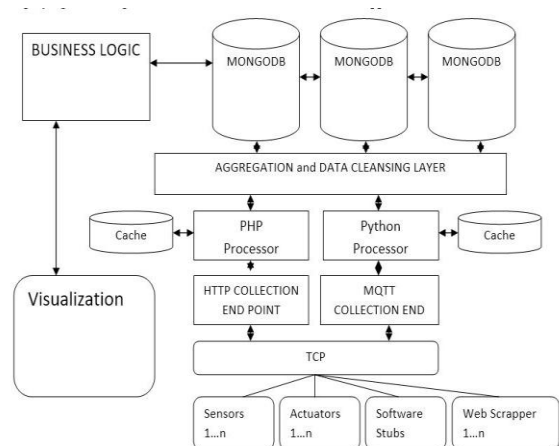 BUSINESS LOGIC
MONGODB
MONGODB
MONGODB
AGGREGATION and DATA CLEANSING LAYER
Cache
PHP
Processor
Python
Processor
Cache
Visualization
HTTP COLLECTION
END POINT
MQTT
COLLECTION END
TCP
Sensors
1...n
Actuators
1...n
Software
Stubs
Web Scrapper
1...n